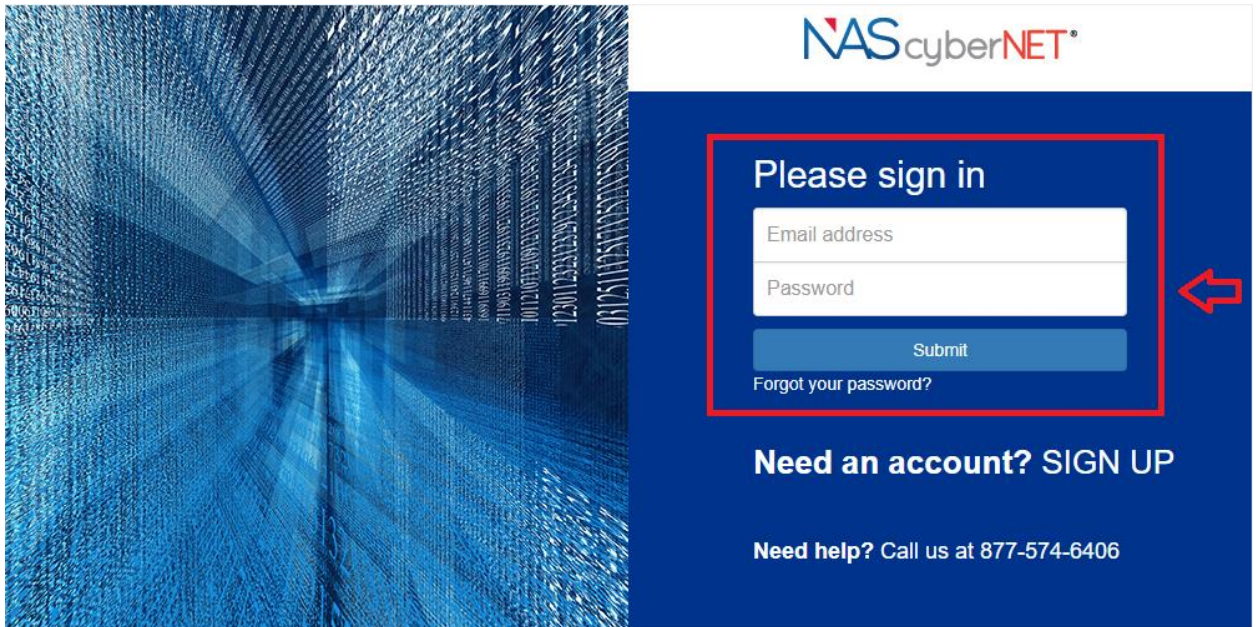 NAScyberNET®
Please sign in
Email address
Password
Submit
Forgot your password?
Need an account? SIGN UP
Need help? Call us at 877-574-6406